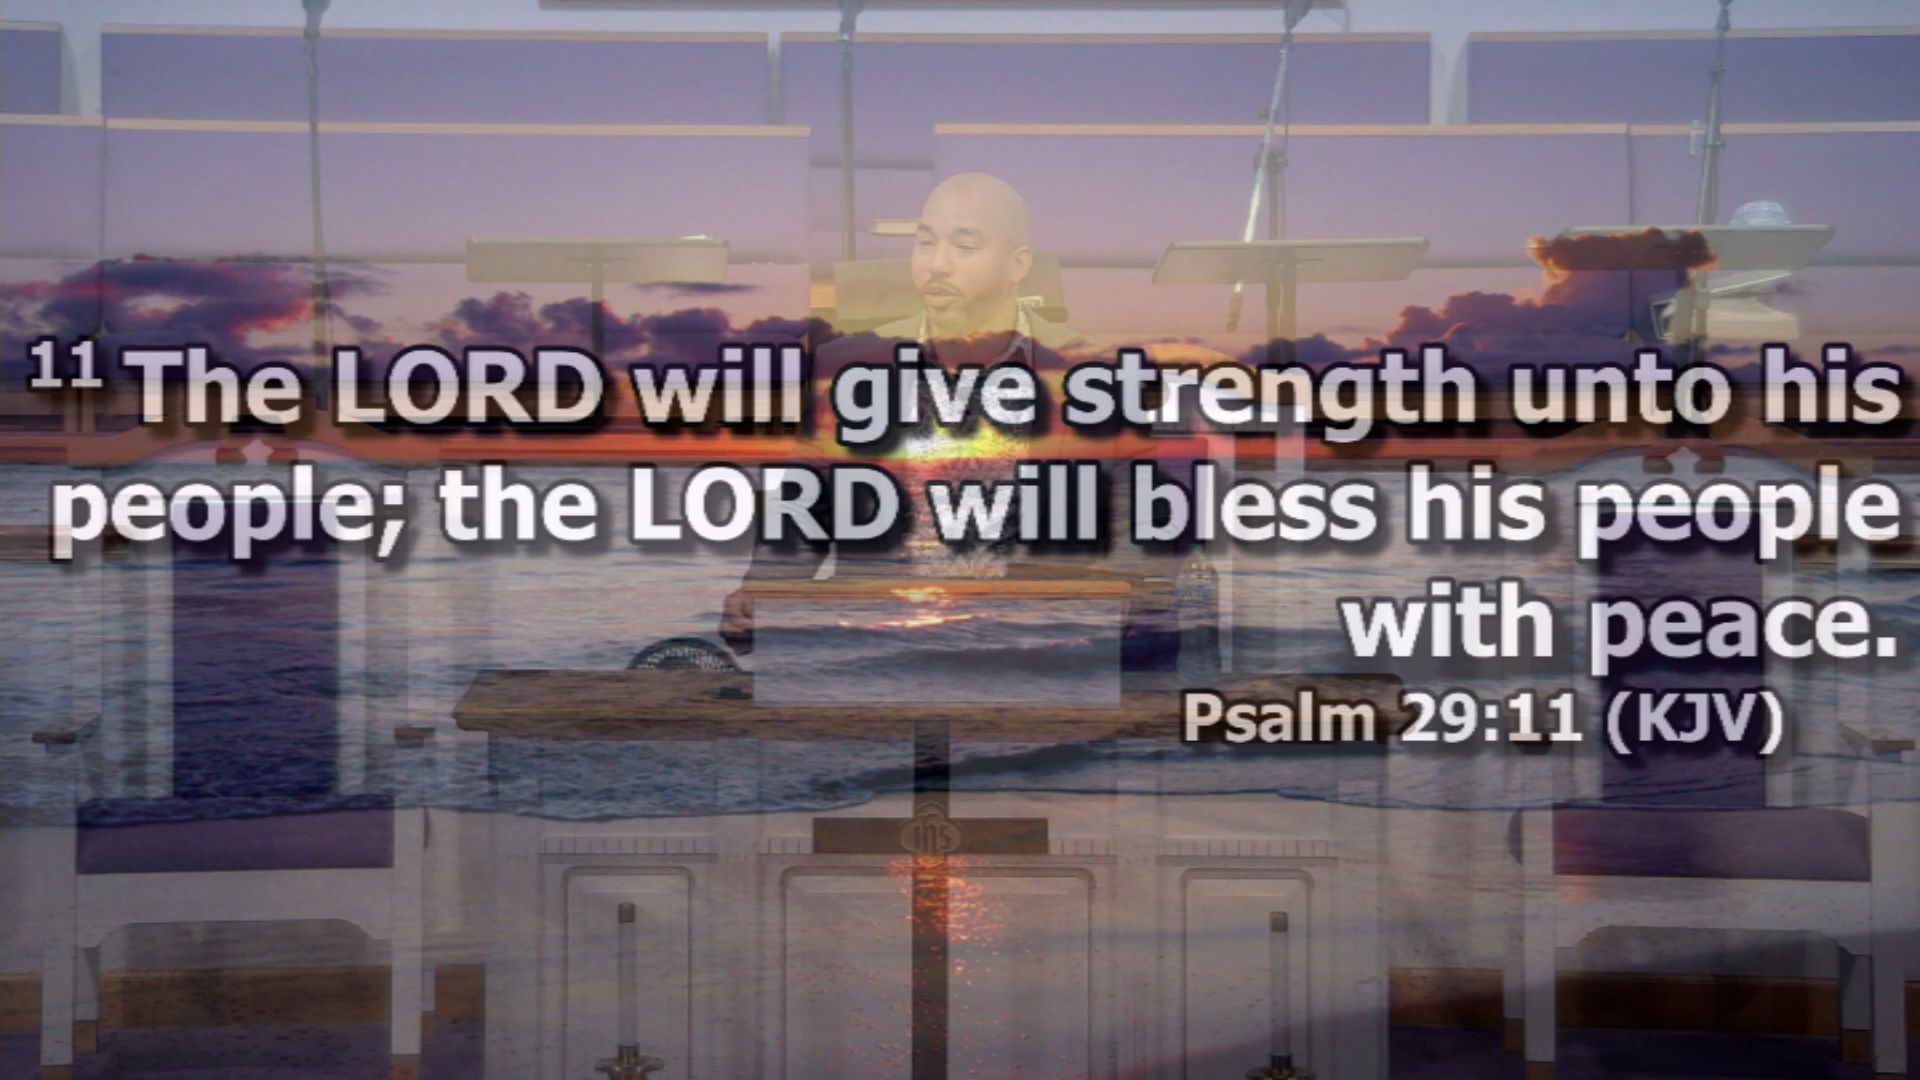 11 The LORD will give strength unto his
people; the LORD will bless his people
with peace.
Psalm 29:11 (KJV)
ihs